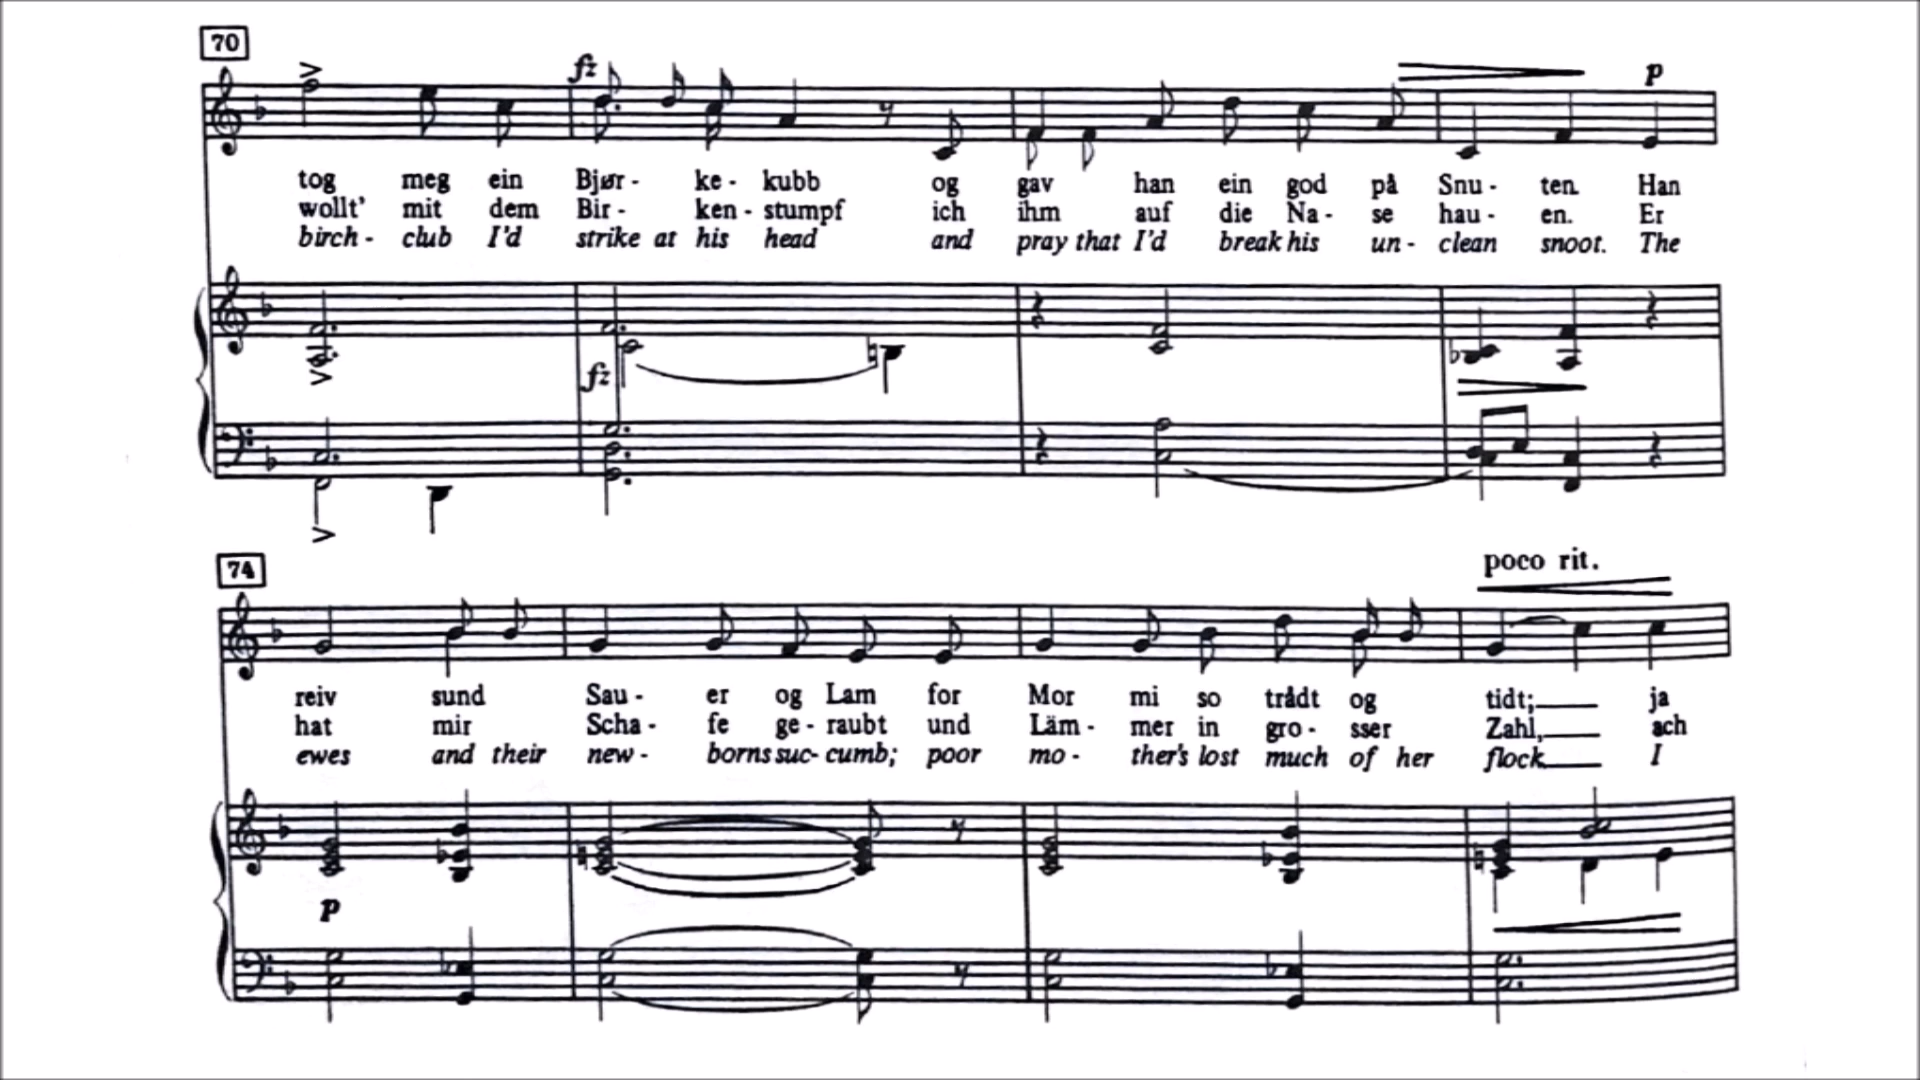 70
fz
p
tog meg ein Bjør - ke - kubb og gav han ein god på Snu - ten. Han
wollt' mit dem Bir - ken - stumpf ich ihm auf die Na - se hau - en. Er
birch - club I'd strike at his head and pray that I'd break his un - clean snoot. The
fz
74
poco rit.
reiv sund Sau - er og Lam for Mor mi so trådt og tidt; ja
hat mir Scha - fe ge - raubt und Läm - mer in gro - sser Zahl, ach
ewes and their new - borns suc - cumb; poor mo - ther's lost much of her flock I
p